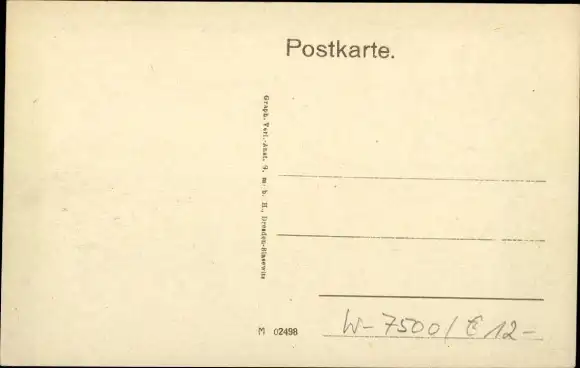 Postkarte.
Graph. Verl.-Anst. G. m. b. H., Dresden-Blasewitz
M 02498
W-7500/€ 12-